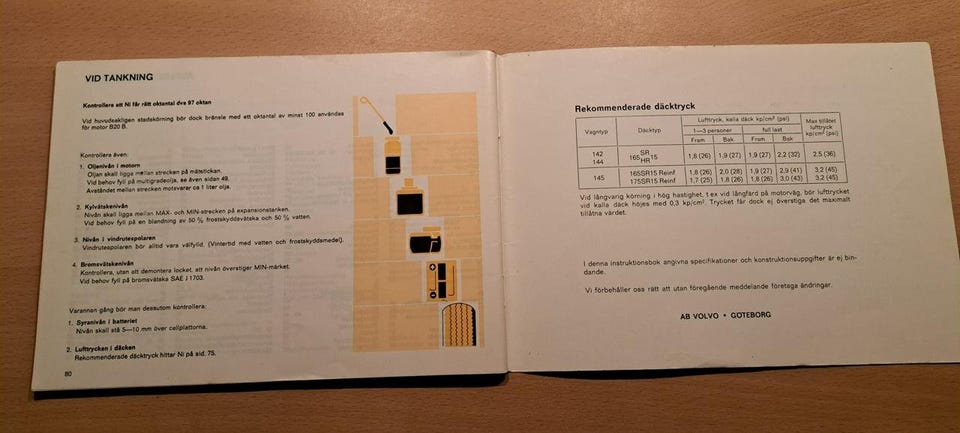 VID TANKNING
Kontrollera att Ni får rätt oktantal dvs 97 oktan
Vid huvudsakligen stadskörning bör dock bränsle med ett oktantal av minst 100 användas
för motor B20 B.
Kontrollera även:
1. Oljenivån i motorn
Oljan skall ligga mellan strecken på mätstickan.
Vid behov fyll på multigradeolja, se även sidan 49.
Avståndet mellan strecken motsvarar ca 1 liter olja.
2. Kylvätskenivån
Nivån skall ligga mellan MAX- och MIN-strecken på expansionstanken.
Vid behov fyll på en blandning av 50 % frostskyddsvätska och 50 % vatten.
3. Nivån i vindrutespolaren
Vindrutespolaren bör alltid vara välfylld. (Vintertid med vatten och frostskyddsmedel).
4. Bromsvätskenivån
Kontrollera, utan att demontera locket, att nivån överstiger MIN-märket.
Vid behov fyll på bromsvätska SAE J 1703.
Varannan gång bör man dessutom kontrollera:
1. Syranivån i batteriet
Nivån skall stå 5—10 mm över cellplattorna.
2. Lufttrycken i däcken
Rekommenderade däcktryck hittar Ni på sid. 75.
80
Rekommenderade däcktryck
Vagntyp Däcktyp Lufttryck, kalla däck kp/cm² (psi) Max tillåtet lufttryck kp/cm² (psi)
1—3 personer full last
Fram Bak Fram Bak
142 144 165 SR HR 15 1,8 (26) 1,9 (27) 1,9 (27) 2,2 (32) 2,5 (36)
145 165SR15 Reinf 1,8 (26) 2,0 (28) 1,9 (27) 2,9 (41) 3,2 (45)
175SR15 Reinf 1,7 (25) 1,8 (26) 1,8 (26) 3,0 (43) 3,2 (45)
Vid långvarig körning i hög hastighet, t ex vid långfärd på motorväg, bör lufttrycket
vid kalla däck höjas med 0,3 kp/cm². Trycket får dock ej överstiga det maximalt
tillåtna värdet.
I denna instruktionsbok angivna specifikationer och konstruktionsuppgifter är ej bin-
dande.
Vi förbehåller oss rätt att utan föregående meddelande företaga ändringar.
AB VOLVO • GÖTEBORG